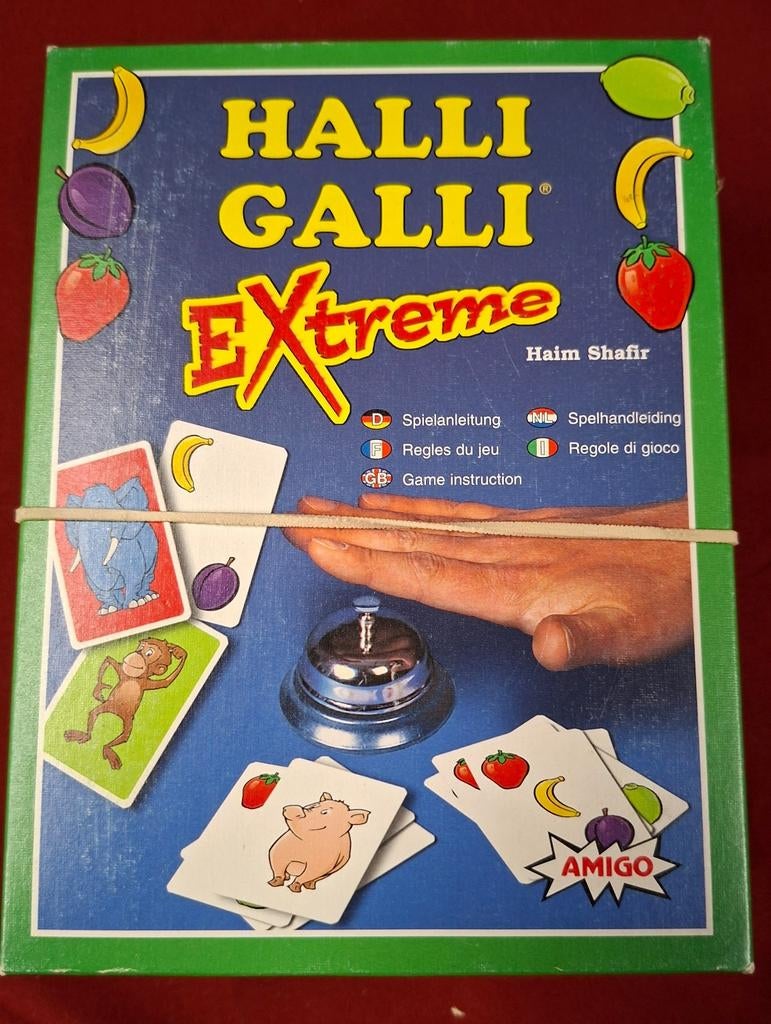 HALLI
GALLI®
EXtreme
Haim Shafir
D Spielanleitung
NL Spelhandleiding
F Regles du jeu
I Regole di gioco
GB Game instruction
AMIGO